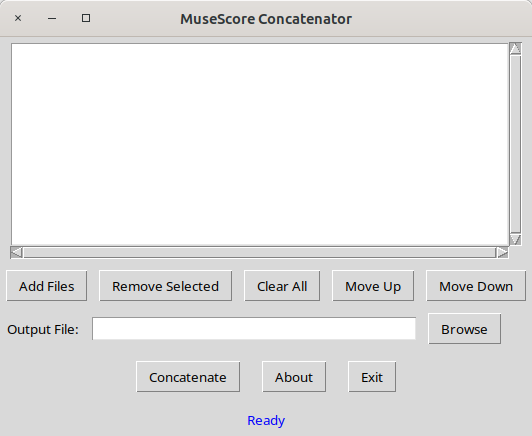 MuseScore Concatenator
Add Files Remove Selected Clear All Move Up Move Down
Output File: Browse
Concatenate About Exit
Ready